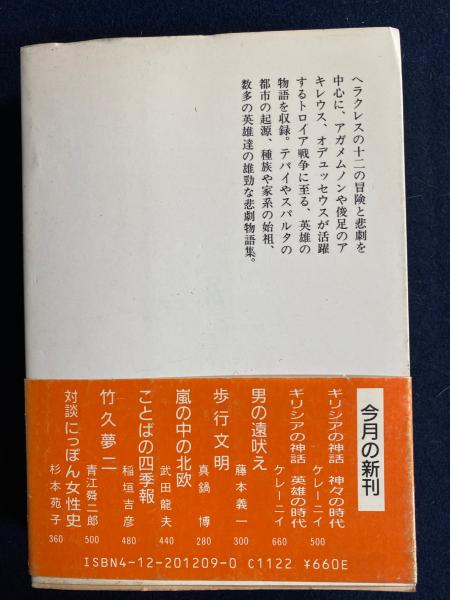 ヘラクレスの十二の冒険と悲劇を
中心に、アガメムノンや俊足のア
キレウス、オデュッセウスが活躍
するトロイア戦争に至る、英雄の
物語を収録。テバイやスパルタの
都市の起源、種族や家系の始祖、
数多の英雄達の雄勁な悲劇物語集。
今月の新刊
ギリシアの神話 神々の時代
ケレーニイ 500
ギリシアの神話 英雄の時代
ケレーニイ 660
男の遠吠え
藤本義一 300
歩行文明
真鍋 博 280
嵐の中の北欧
武田龍夫 440
ことばの四季報
稲垣吉彦 480
竹久夢二
青江舜二郎 500
対談 にっぽん女性史
杉本苑子 360
ISBN4-12-201209-0 C1122 ¥660E